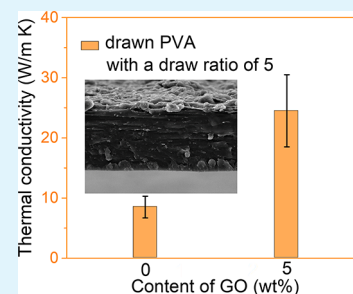 Thermal conductivity (W/m K)
40
30
20
10
0
drawn PVA
with a draw ratio of 5
0
5
Content of GO (wt%)